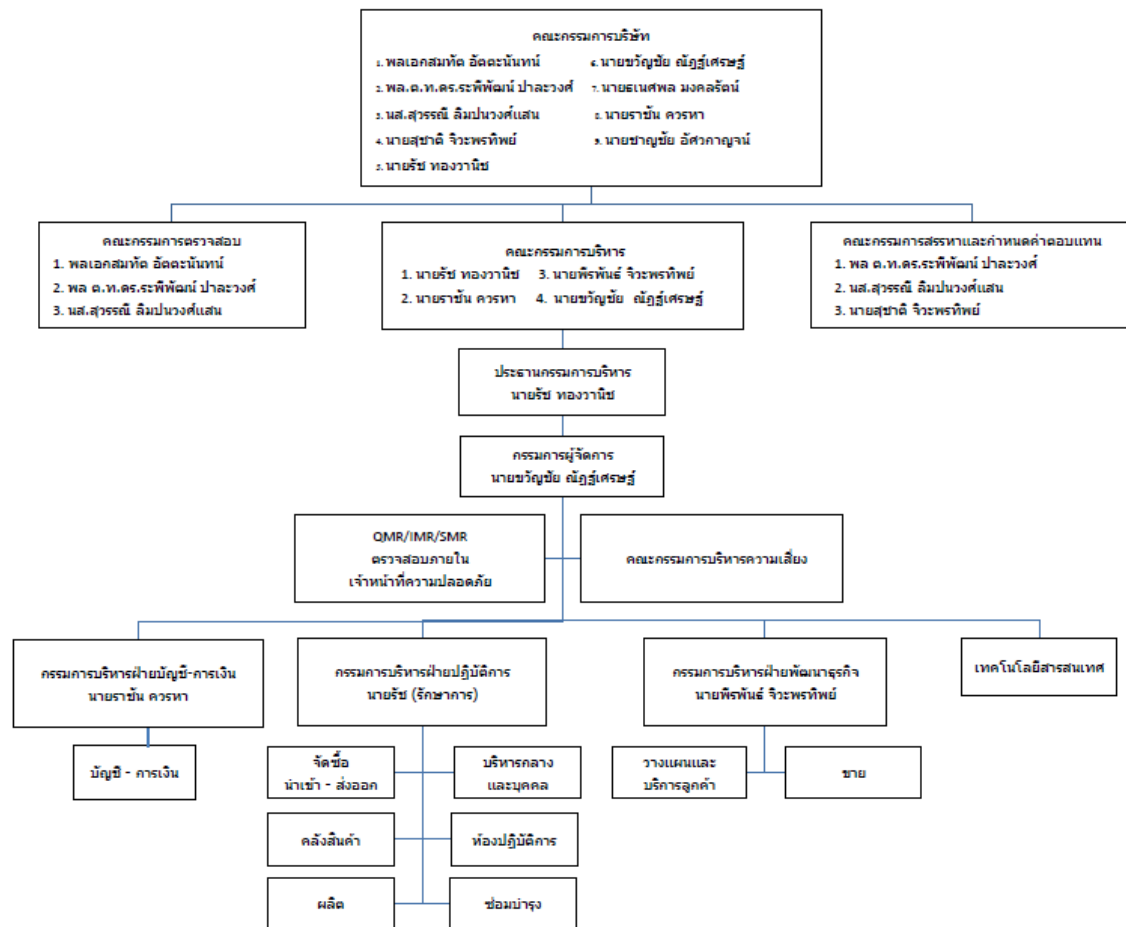 คณะกรรมการบริษัท
1. พลเอกสมทัต อัตตะนันทน์
2. พล.ต.ท.ดร.ระพีพัฒน์ ปาละวงศ์
3. นส.สุวรรณี ลิมปนวงศ์แสน
4. นายสุชาติ จิวะพรทิพย์
5. นายรัช ทองวานิช
6. นายขวัญชัย ณัฏฐ์เศรษฐ์
7. นายธเนศพล มงคลรัตน์
8. นายราชัน ควรหา
9. นายชาญชัย อัศวกาญจน์
คณะกรรมการตรวจสอบ
1. พลเอกสมทัต อัตตะนันทน์
2. พล ต.ท.ดร.ระพีพัฒน์ ปาละวงศ์
3. นส.สุวรรณี ลิมปนวงศ์แสน
คณะกรรมการบริหาร
1. นายรัช ทองวานิช 3. นายพีรพันธ์ จิวะพรทิพย์
2. นายราชัน ควรหา 4. นายขวัญชัย ณัฏฐ์เศรษฐ์
คณะกรรมการสรรหาและกำหนดค่าตอบแทน
1. พล ต.ท.ดร.ระพีพัฒน์ ปาละวงศ์
2. นส.สุวรรณี ลิมปนวงศ์แสน
3. นายสุชาติ จิวะพรทิพย์
ประธานกรรมการบริหาร
นายรัช ทองวานิช
กรรมการผู้จัดการ
นายขวัญชัย ณัฏฐ์เศรษฐ์
QMR/IMR/SMR
ตรวจสอบภายใน
เจ้าหน้าที่ความปลอดภัย
คณะกรรมการบริหารความเสี่ยง
กรรมการบริหารฝ่ายบัญชี-การเงิน
นายราชัน ควรหา
กรรมการบริหารฝ่ายปฏิบัติการ
นายรัช (รักษาการ)
กรรมการบริหารฝ่ายพัฒนาธุรกิจ
นายพีรพันธ์ จิวะพรทิพย์
เทคโนโลยีสารสนเทศ
บัญชี - การเงิน
จัดซื้อ
นำเข้า - ส่งออก
บริหารกลาง
และบุคคล
วางแผนและ
บริการลูกค้า
ขาย
คลังสินค้า
ห้องปฏิบัติการ
ผลิต
ซ่อมบำรุง